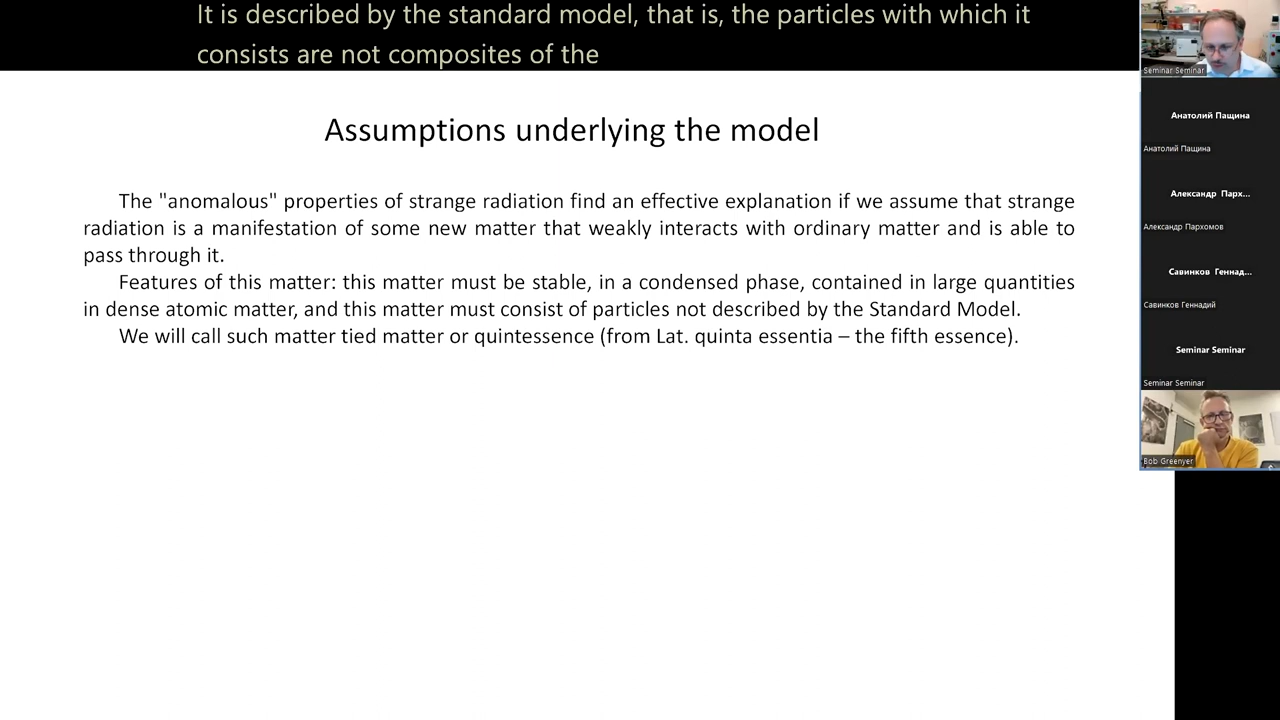 It is described by the standard model, that is, the particles with which it
consists are not composites of the
Assumptions underlying the model
The "anomalous" properties of strange radiation find an effective explanation if we assume that strange
radiation is a manifestation of some new matter that weakly interacts with ordinary matter and is able to
pass through it.
Features of this matter: this matter must be stable, in a condensed phase, contained in large quantities
in dense atomic matter, and this matter must consist of particles not described by the Standard Model.
We will call such matter tied matter or quintessence (from Lat. quinta essentia – the fifth essence).
Seminar Seminar
Анатолий Пащина
Анатолий Пащина
Александр Парх...
Александр Пархомов
Савинков Геннад...
Савинков Геннадий
Seminar Seminar
Seminar Seminar
Bob Greenyer